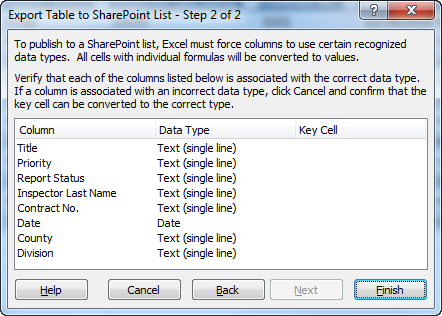 Export Table to SharePoint List - Step 2 of 2
To publish to a SharePoint list, Excel must force columns to use certain recognized
data types. All cells with individual formulas will be converted to values.
Verify that each of the columns listed below is associated with the correct data type.
If a column is associated with an incorrect data type, click Cancel and confirm that the
key cell can be converted to the correct type.
Column Data Type Key Cell
Title Text (single line)
Priority Text (single line)
Report Status Text (single line)
Inspector Last Name Text (single line)
Contract No. Text (single line)
Date Date
County Text (single line)
Division Text (single line)
Help Cancel Back Next Finish